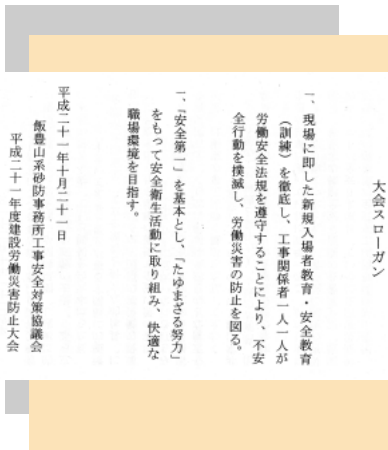 大会スローガン
一、現場に即した新規入場者教育・安全教育
（訓練）を徹底し、工事関係者一人一人が
労働安全法規を遵守することにより、不安
全行動を撲滅し、労働災害の防止を図る。
一、「安全第一」を基本とし、「たゆまざる努力」
をもって安全衛生活動に取り組み、快適な
職場環境を目指す。
平成二十一年十月二十一日
飯豊山系砂防事務所工事安全対策協議会
平成二十一年度建設労働災害防止大会